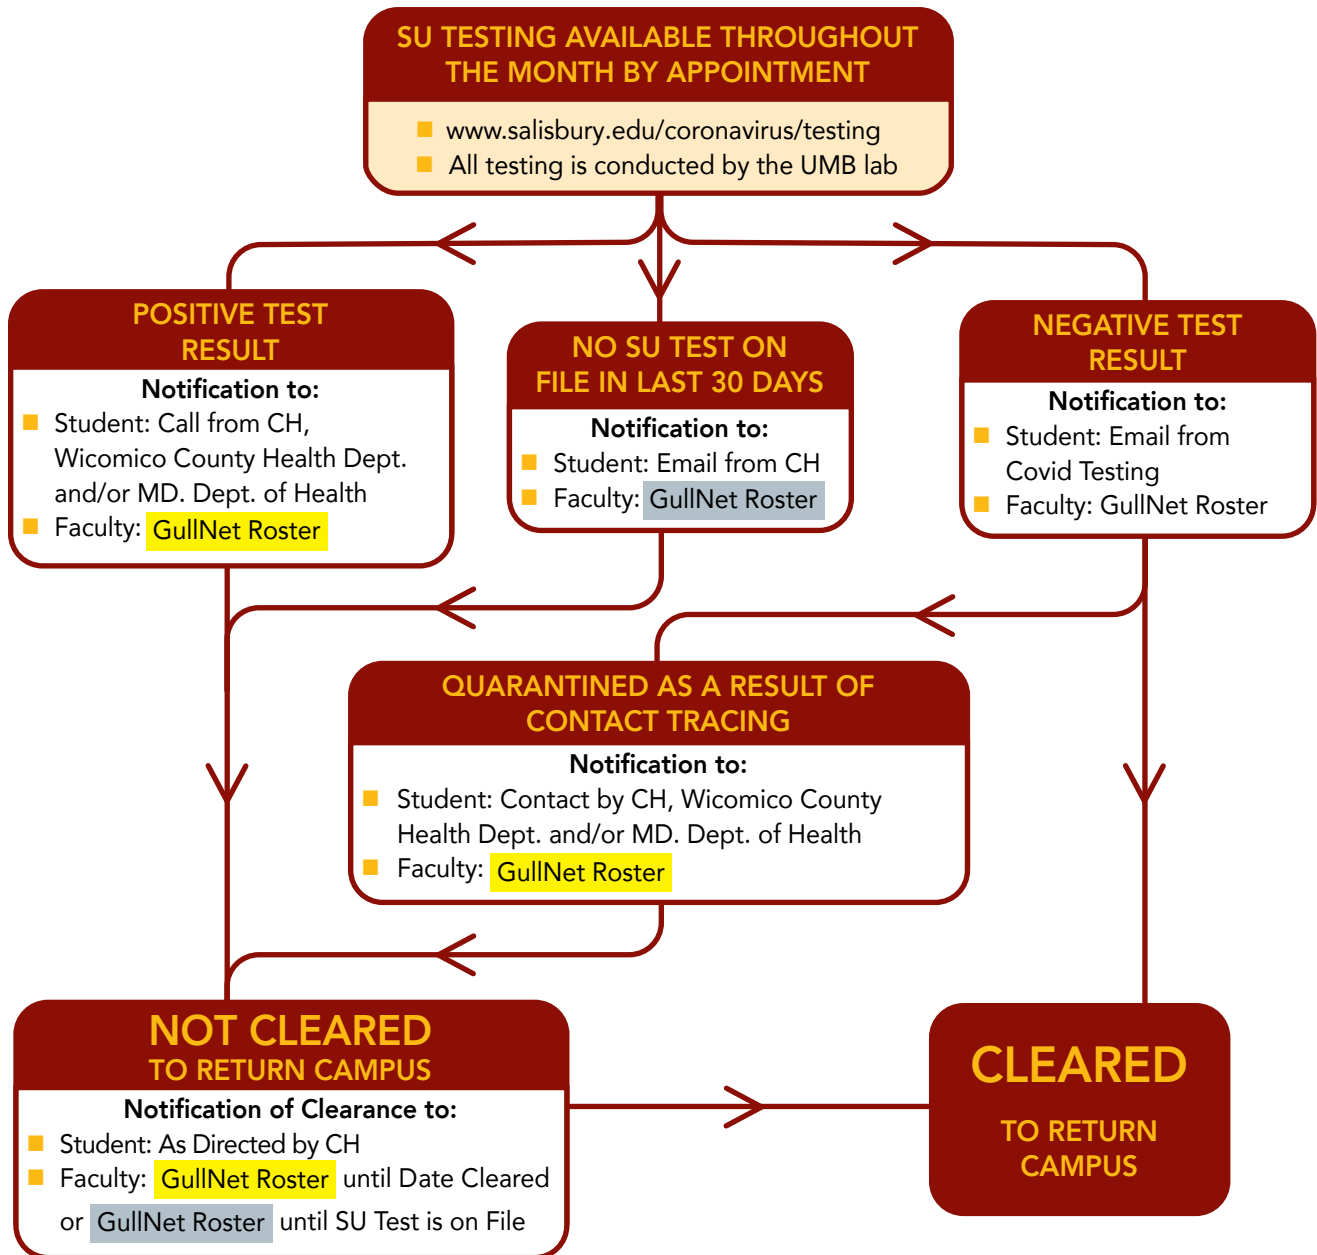 SU TESTING AVAILABLE THROUGHOUT
THE MONTH BY APPOINTMENT
www.salisbury.edu/coronavirus/testing
All testing is conducted by the UMB lab
POSITIVE TEST
RESULT
Notification to:
Student: Call from CH,
Wicomico County Health Dept.
and/or MD. Dept. of Health
Faculty: GullNet Roster
NO SU TEST ON
FILE IN LAST 30 DAYS
Notification to:
Student: Email from CH
Faculty: GullNet Roster
NEGATIVE TEST
RESULT
Notification to:
Student: Email from
Covid Testing
Faculty: GullNet Roster
QUARANTINED AS A RESULT OF
CONTACT TRACING
Notification to:
Student: Contact by CH, Wicomico County
Health Dept. and/or MD. Dept. of Health
Faculty: GullNet Roster
NOT CLEARED
TO RETURN CAMPUS
Notification of Clearance to:
Student: As Directed by CH
Faculty: GullNet Roster until Date Cleared
or GullNet Roster until SU Test is on File
CLEARED
TO RETURN
CAMPUS